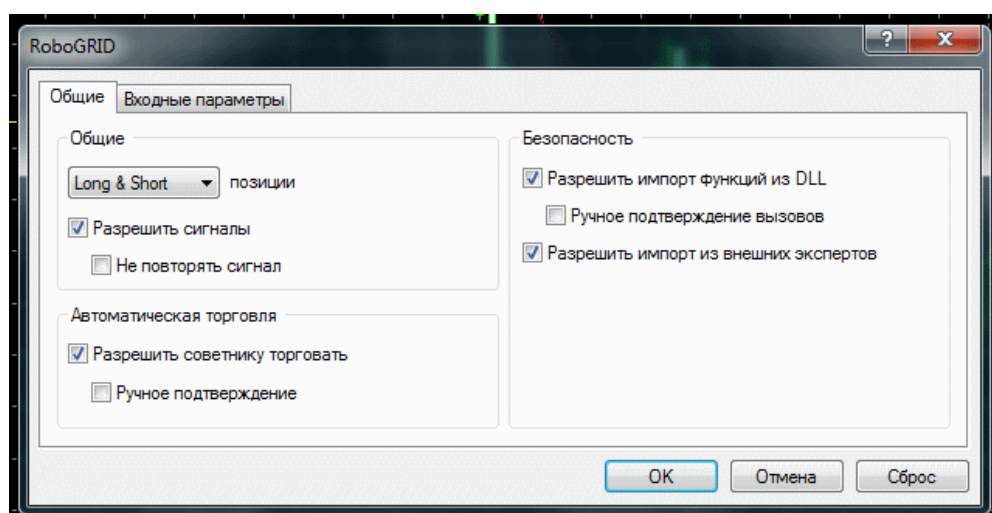 RoboGRID
Общие
Входные параметры
Общие
Long & Short позиции
Разрешить сигналы
Не повторять сигнал
Автоматическая торговля
Разрешить советнику торговать
Ручное подтверждение
Безопасность
Разрешить импорт функций из DLL
Ручное подтверждение вызовов
Разрешить импорт из внешних экспертов
OK
Отмена
Сброс